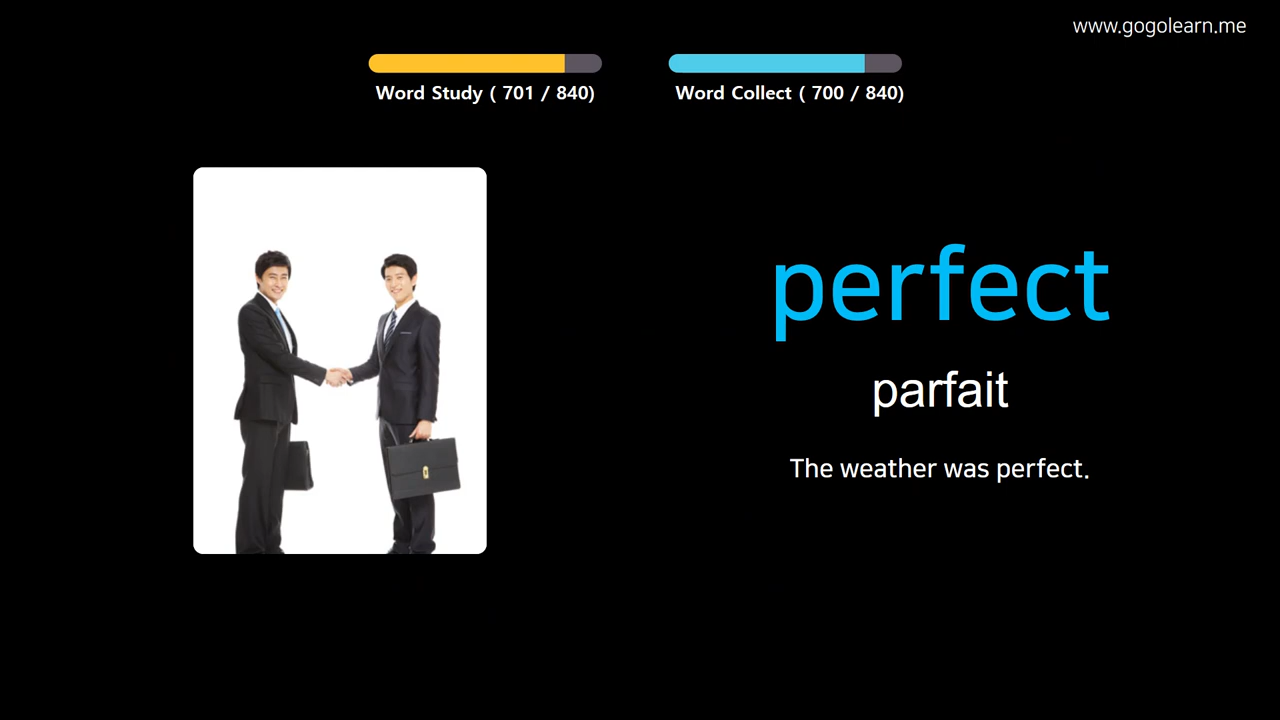 www.gogolearn.me
Word Study ( 701 / 840)
Word Collect ( 700 / 840)
perfect
parfait
The weather was perfect.